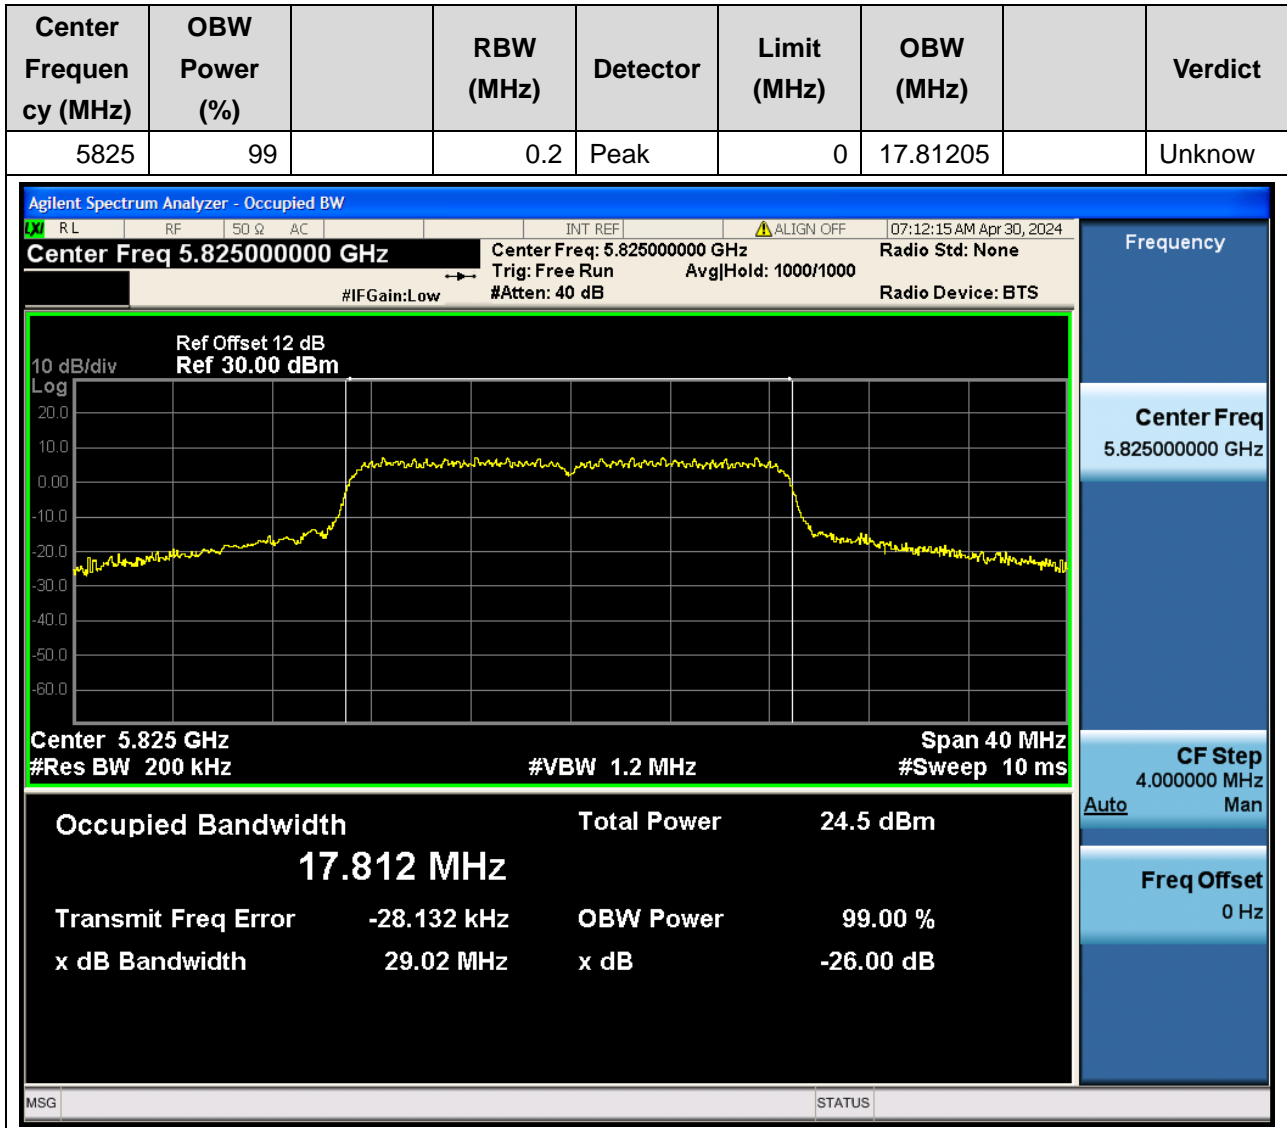 Center Frequen cy (MHz) OBW Power (%) RBW (MHz) Detector Limit (MHz) OBW (MHz) Verdict
5825 99 0.2 Peak 0 17.81205 Unknow
Agilent Spectrum Analyzer - Occupied BW
LXI RL RF 50 Ω AC INT REF ALIGN OFF 07:12:15 AM Apr 30, 2024
Center Freq 5.825000000 GHz Center Freq: 5.825000000 GHz Radio Std: None
Trig: Free Run Avg|Hold: 1000/1000
#IFGain:Low #Atten: 40 dB Radio Device: BTS
Ref Offset 12 dB
10 dB/div Ref 30.00 dBm
Log
20.0
10.0
0.00
-10.0
-20.0
-30.0
-40.0
-50.0
-60.0
Center 5.825 GHz Span 40 MHz
#Res BW 200 kHz #VBW 1.2 MHz #Sweep 10 ms
Occupied Bandwidth Total Power 24.5 dBm
17.812 MHz
Transmit Freq Error -28.132 kHz OBW Power 99.00 %
x dB Bandwidth 29.02 MHz x dB -26.00 dB
MSG STATUS
Frequency
Center Freq
5.825000000 GHz
CF Step
4.000000 MHz
Auto Man
Freq Offset
0 Hz